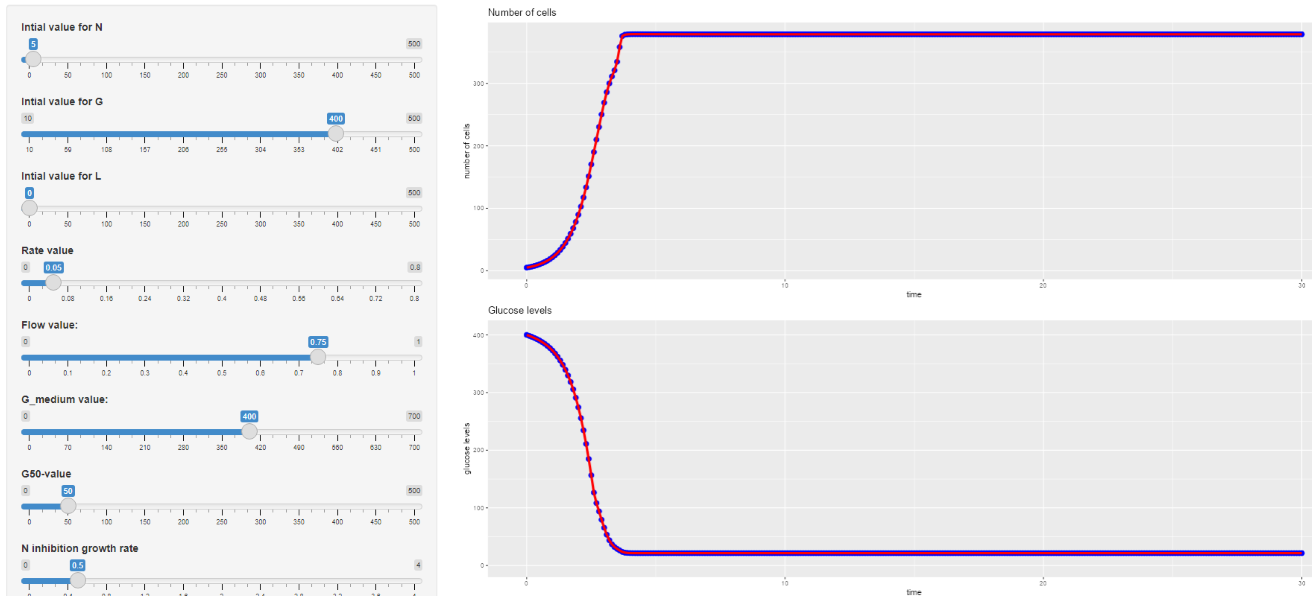 Intial value for N
5 500
0 50 100 150 200 250 300 350 400 450 500
Intial value for G
10 400 500
10 59 108 157 206 255 304 353 402 451 500
Intial value for L
0 500
0 50 100 150 200 250 300 350 400 450 500
Rate value
0 0.05 0.8
0 0.08 0.16 0.24 0.32 0.4 0.48 0.56 0.64 0.72 0.8
Flow value:
0 0.75 1
0 0.1 0.2 0.3 0.4 0.5 0.6 0.7 0.8 0.9 1
G_medium value:
0 400 700
0 70 140 210 280 350 420 490 560 630 700
G50-value
0 50 500
0 50 100 150 200 250 300 350 400 450 500
N inhibition growth rate
0 0.5 4
Number of cells
number of cells
300
200
100
0
0 10 20 30
time
Glucose levels
glucose levels
400
300
200
100
0
0 10 20 30
time